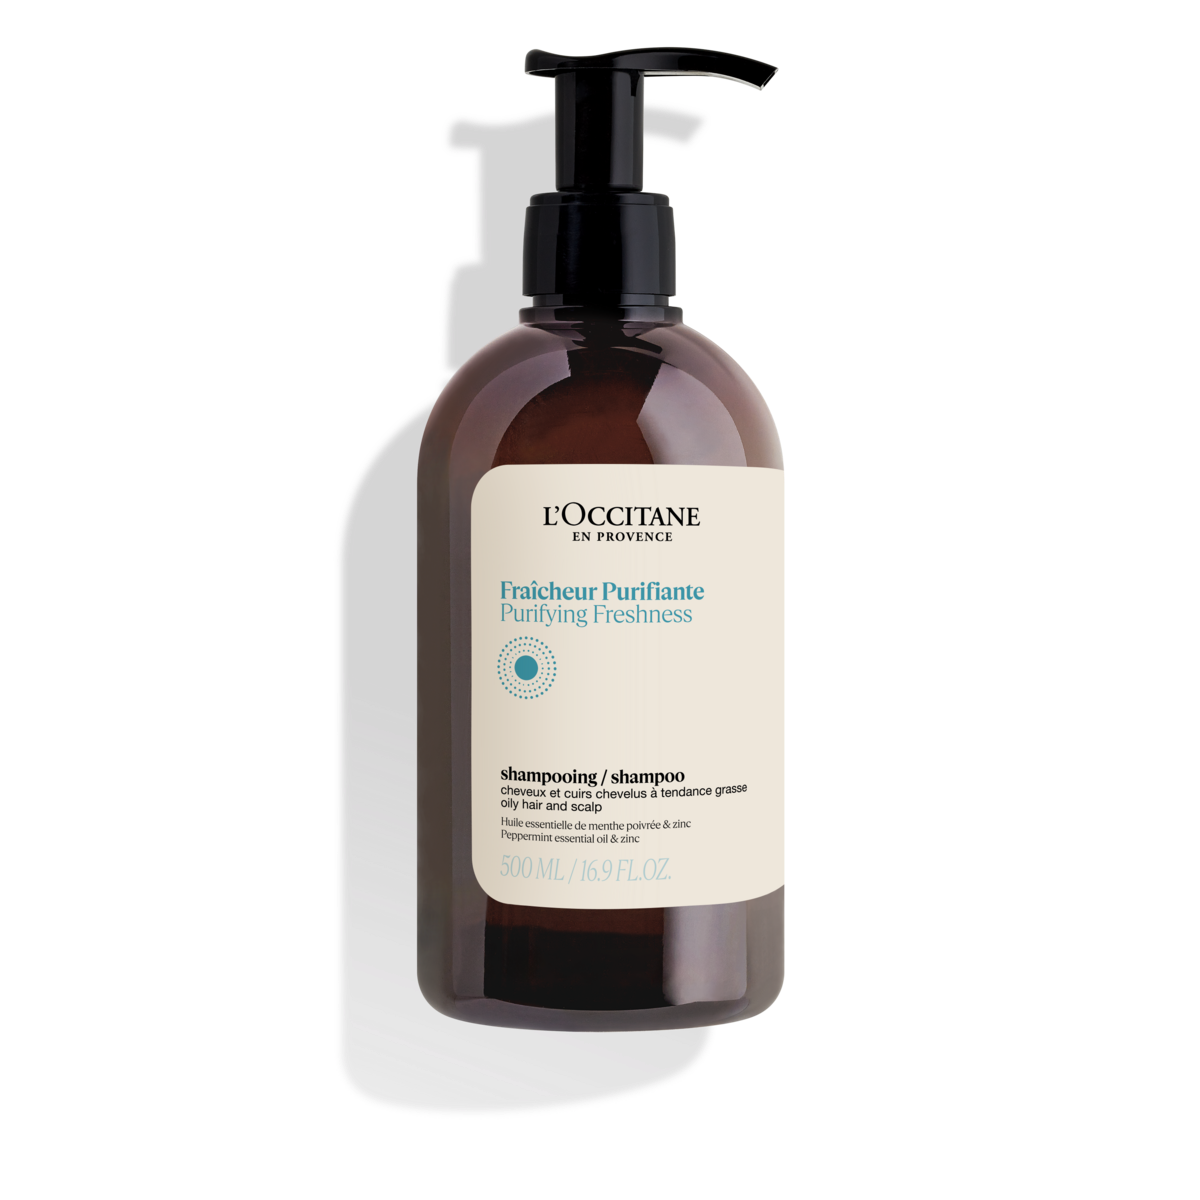 L'OCCITANE
EN PROVENCE
Fraîcheur Purifiante
Purifying Freshness
shampooing / shampoo
cheveux et cuirs chevelus à tendance grasse
oily hair and scalp
Huile essentielle de menthe poivrée & zinc
Peppermint essential oil & zinc
500 ML / 16.9 FL.OZ.